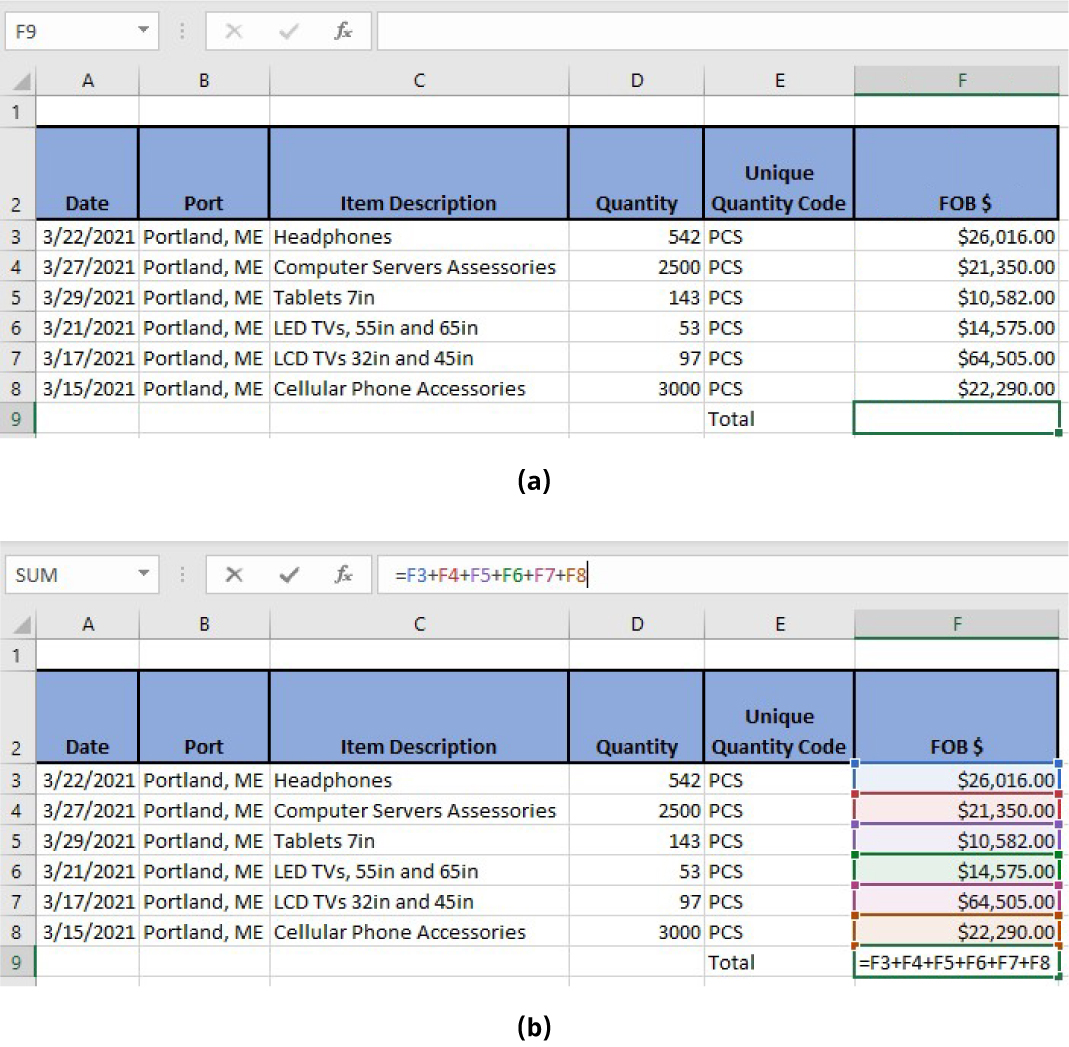 F9 fx
A B C D E F
1
Unique
2 Date Port Item Description Quantity Quantity Code FOB $
3 3/22/2021 Portland, ME Headphones 542 PCS $26,016.00
4 3/27/2021 Portland, ME Computer Servers Assessories 2500 PCS $21,350.00
5 3/29/2021 Portland, ME Tablets 7in 143 PCS $10,582.00
6 3/21/2021 Portland, ME LED TVs, 55in and 65in 53 PCS $14,575.00
7 3/17/2021 Portland, ME LCD TVs 32in and 45in 97 PCS $64,505.00
8 3/15/2021 Portland, ME Cellular Phone Accessories 3000 PCS $22,290.00
9 Total
(a)
SUM fx =F3+F4+F5+F6+F7+F8
A B C D E F
1
Unique
2 Date Port Item Description Quantity Quantity Code FOB $
3 3/22/2021 Portland, ME Headphones 542 PCS $26,016.00
4 3/27/2021 Portland, ME Computer Servers Assessories 2500 PCS $21,350.00
5 3/29/2021 Portland, ME Tablets 7in 143 PCS $10,582.00
6 3/21/2021 Portland, ME LED TVs, 55in and 65in 53 PCS $14,575.00
7 3/17/2021 Portland, ME LCD TVs 32in and 45in 97 PCS $64,505.00
8 3/15/2021 Portland, ME Cellular Phone Accessories 3000 PCS $22,290.00
9 Total =F3+F4+F5+F6+F7+F8
(b)